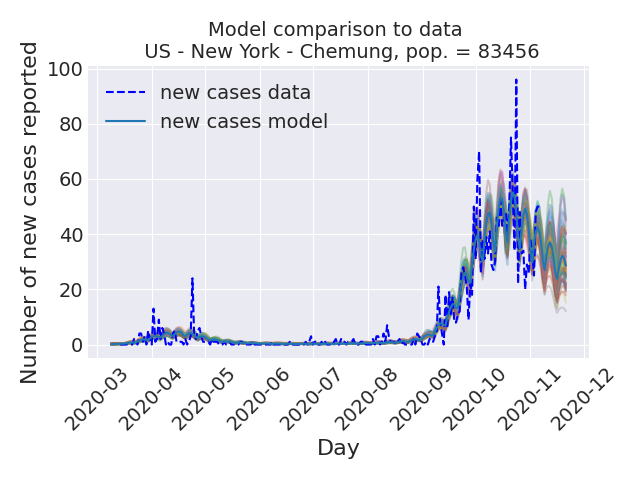 Model comparison to data
US - New York - Chemung, pop. = 83456
Number of new cases reported
100
80
60
40
20
0
new cases data
new cases model
2020-03
2020-04
2020-05
2020-06
2020-07
2020-08
2020-09
2020-10
2020-11
2020-12
Day